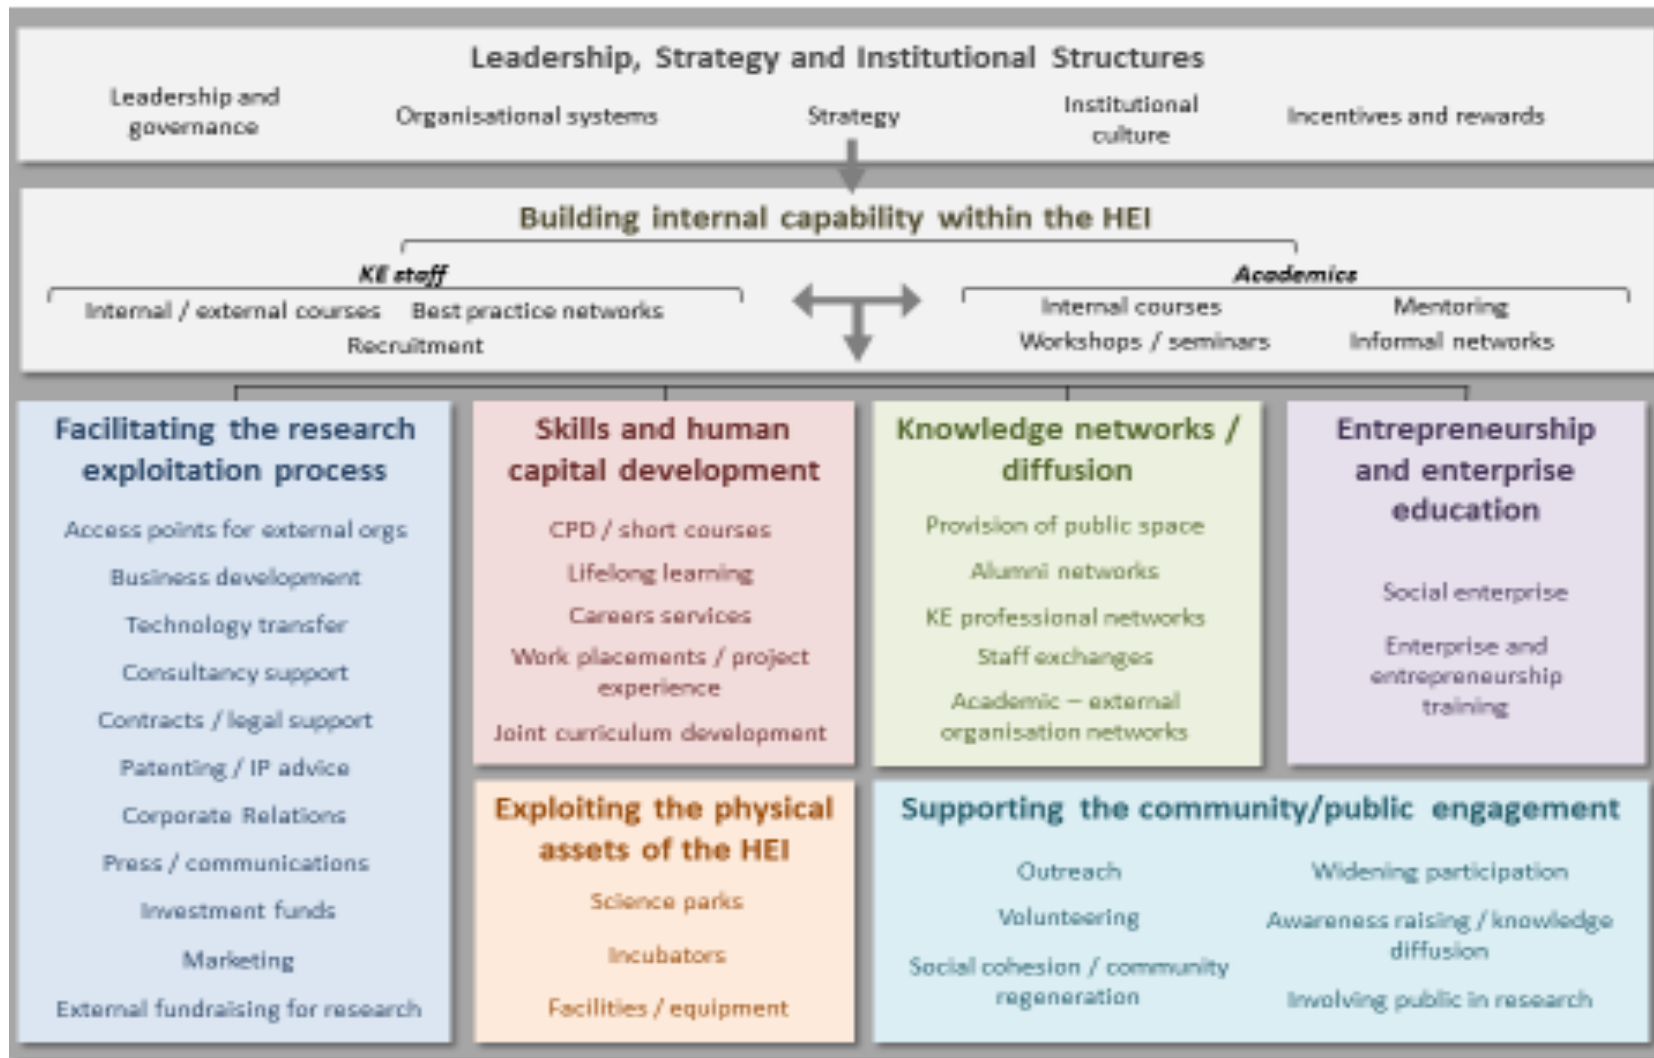 Leadership, Strategy and Institutional Structures
Leadership and
governance
Organisational systems
Strategy
Institutional
culture
Incentives and rewards
Building internal capability within the HEI
KE staff
Internal / external courses
Best practice networks
Recruitment
Academics
Internal courses
Mentoring
Workshops / seminars
Informal networks
Facilitating the research
exploitation process
Access points for external orgs
Business development
Technology transfer
Consultancy support
Contracts / legal support
Patenting / IP advice
Corporate Relations
Press / communications
Investment funds
Marketing
External fundraising for research
Skills and human
capital development
CPD / short courses
Lifelong learning
Careers services
Work placements / project
experience
Joint curriculum development
Knowledge networks /
diffusion
Provision of public space
Alumni networks
KE professional networks
Staff exchanges
Academic – external
organisation networks
Entrepreneurship
and enterprise
education
Social enterprise
Enterprise and
entrepreneurship
training
Exploiting the physical
assets of the HEI
Science parks
Incubators
Facilities / equipment
Supporting the community/public engagement
Outreach
Volunteering
Social cohesion / community
regeneration
Widening participation
Awareness raising / knowledge
diffusion
Involving public in research